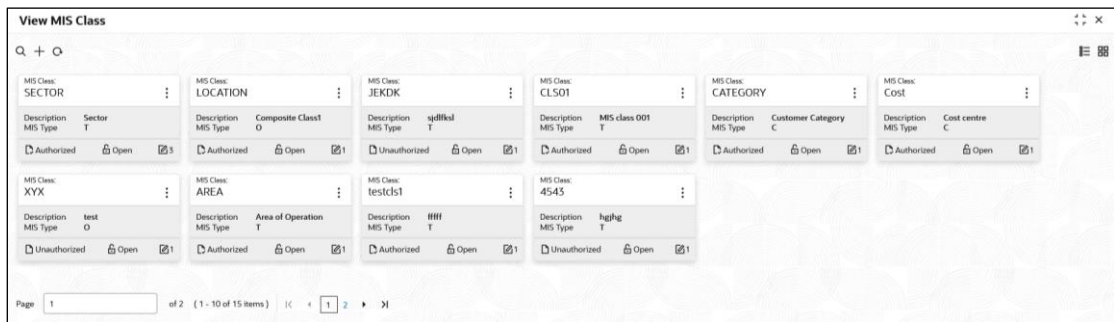 View MIS Class
MIS Class:
SECTOR
Description Sector
MIS Type T
Authorized Open 3
MIS Class:
LOCATION
Description Composite Class1
MIS Type O
Authorized Open 1
MIS Class:
JEKDK
Description sjdlfksl
MIS Type T
Unauthorized Open 1
MIS Class:
CLS01
Description MIS class 001
MIS Type T
Authorized Open 1
MIS Class:
CATEGORY
Description Customer Category
MIS Type C
Authorized Open 1
MIS Class:
Cost
Description Cost centre
MIS Type C
Authorized Open 1
MIS Class:
XYX
Description test
MIS Type O
Unauthorized Open 1
MIS Class:
AREA
Description Area of Operation
MIS Type T
Authorized Open 1
MIS Class:
testcls1
Description fffff
MIS Type T
Authorized Open 1
MIS Class:
4543
Description hgjhg
MIS Type T
Unauthorized Open 1
Page 1 of 2 (1 - 10 of 15 items) 1 2